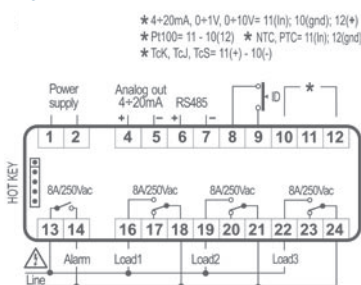 * 4÷20mA, 0÷1V, 0÷10V= 11(In); 10(gnd); 12(+)
* Pt100= 11 - 10(12) * NTC, PTC= 11(In); 12(gnd)
* TcK, TcJ, TcS= 11(+) - 10(-)
Power supply
Analog out 4÷20mA
RS485
ID
*
+ - + -
1 2 4 5 6 7 8 9 10 11 12
HOT KEY
8A/250Vac 8A/250Vac 8A/250Vac 8A/250Vac
13 14 16 17 18 19 20 21 22 23 24
Alarm Load1 Load2 Load3
Line